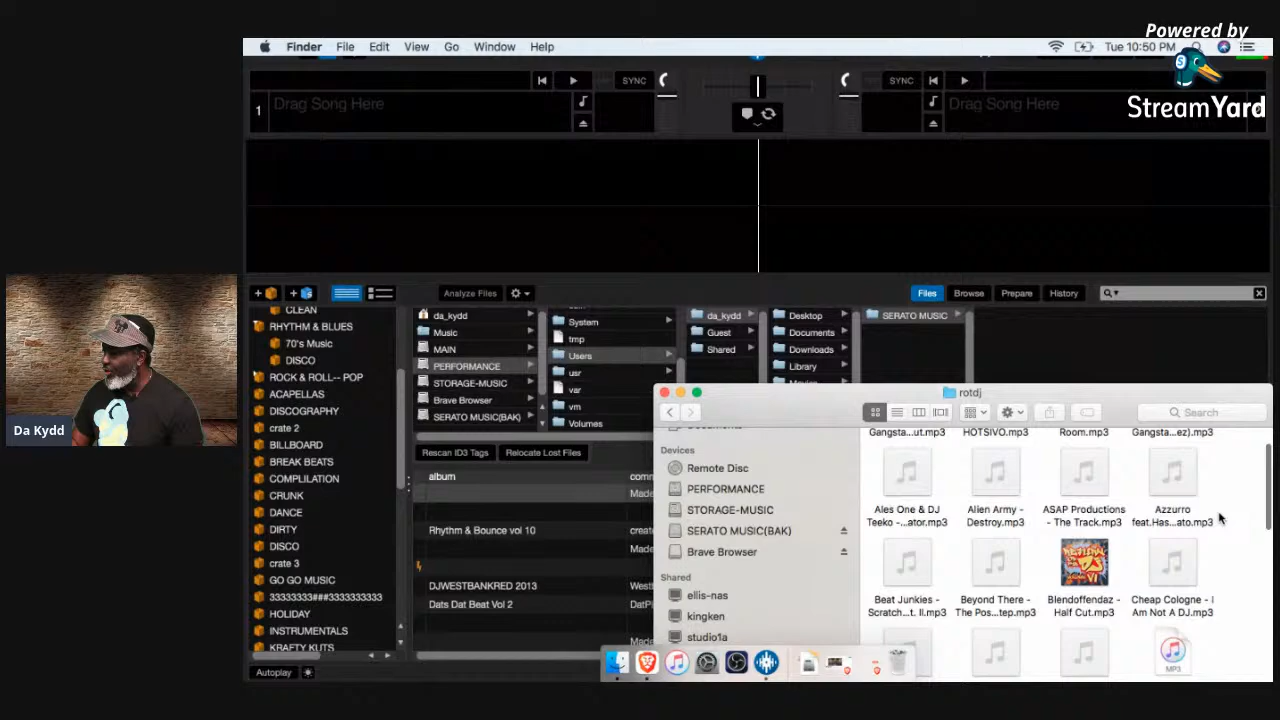 Powered by
StreamYard
Finder File Edit View Go Window Help
Tue 10:50 PM
SYNC
SYNC
1 Drag Song Here
Drag Song Here
Analyze Files
Files Browse Prepare History
CLEAN
RHYTHM & BLUES
70's Music
DISCO
ROCK & ROLL-- POP
ACAPELLAS
DISCOGRAPHY
crate 2
BILLBOARD
BREAK BEATS
COMPLILATION
CRUNK
DANCE
DIRTY
DISCO
crate 3
GO GO MUSIC
33333333###3333333333
HOLIDAY
INSTRUMENTALS
KRAFTY KUTS
Autoplay
da_kydd
Music
MAIN
PERFORMANCE
STORAGE-MUSIC
Brave Browser
SERATO MUSIC(BAK)
System
tmp
Users
usr
var
vm
Volumes
da_kydd
Guest
Shared
Desktop
Documents
Downloads
Library
SERATO MUSIC
Rescan ID3 Tags
Relocate Lost Files
album
Made
Rhythm & Bounce vol 10
DJWESTBANKRED 2013
Dats Dat Beat Vol 2
Made
rotdj
Search
Devices
Remote Disc
PERFORMANCE
STORAGE-MUSIC
SERATO MUSIC(BAK)
Brave Browser
Shared
ellis-nas
kingken
studio1a
Gangsta...ut.mp3
HOTSIVO.mp3
Room.mp3
Gangsta...ez).mp3
Ales One & DJ
Teeko -...ator.mp3
Alien Army -
Destroy.mp3
ASAP Productions
- The Track.mp3
Azzurro
feat.Has...ato.mp3
Beat Junkies -
Scratch...t. II.mp3
Beyond There -
The Pos...tep.mp3
Blendoffendaz -
Half Cut.mp3
Cheap Cologne - I
Am Not A DJ.mp3
MP3
Da Kydd